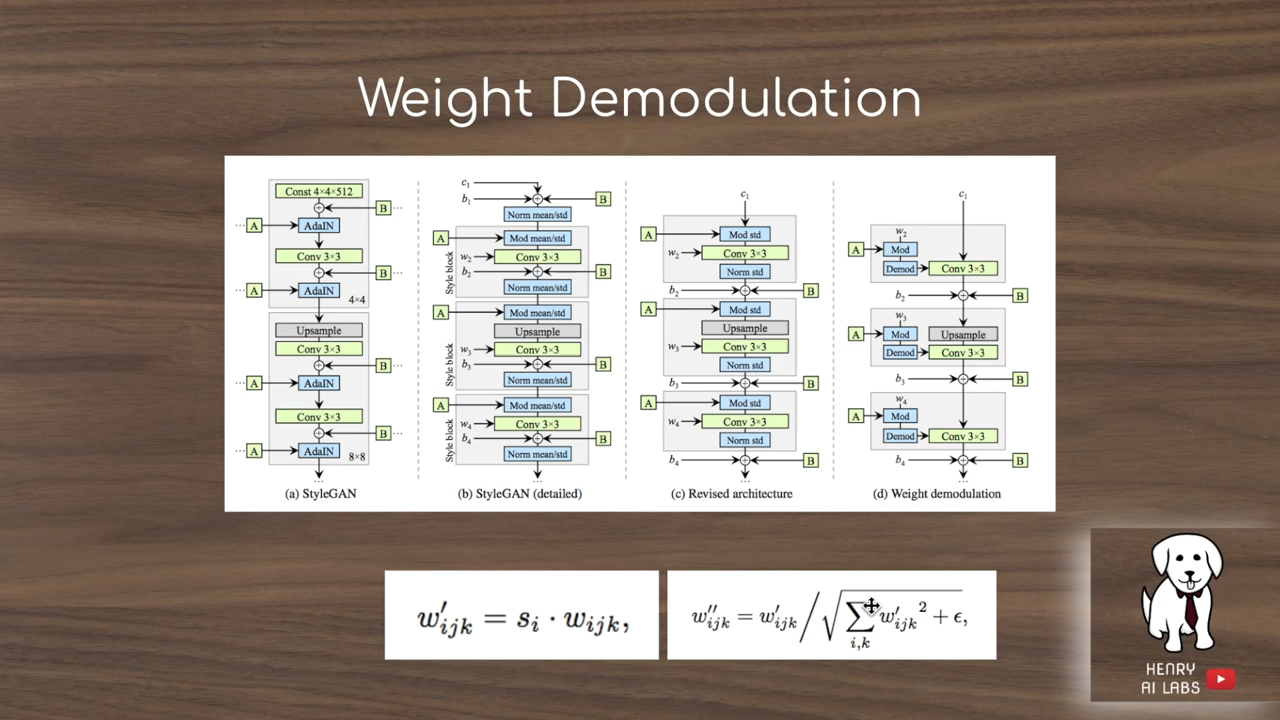 Weight Demodulation
Const 4×4×512
B ...
... A
AdaIN
Conv 3×3
B ...
... A
AdaIN
4×4
Upsample
Conv 3×3
B ...
... A
AdaIN
Conv 3×3
B ...
... A
AdaIN
8×8
...
(a) StyleGAN
c1
b1
B
Norm mean/std
A
Mod mean/std
w2
Conv 3×3
b2
B
Norm mean/std
Style block
A
Mod mean/std
Upsample
w3
Conv 3×3
b3
B
Norm mean/std
Style block
A
Mod mean/std
w4
Conv 3×3
b4
B
Norm mean/std
Style block
...
(b) StyleGAN (detailed)
c1
A
Mod std
w2
Conv 3×3
Norm std
b2
B
A
Mod std
Upsample
w3
Conv 3×3
Norm std
b3
B
A
Mod std
w4
Conv 3×3
Norm std
b4
B
...
(c) Revised architecture
c1
w2
A
Mod
Demod
Conv 3×3
b2
B
w3
A
Mod
Upsample
Demod
Conv 3×3
b3
B
w4
A
Mod
Demod
Conv 3×3
b4
B
...
(d) Weight demodulation
w′ijk = si · wijk,
w′′ijk = w′ijk / √∑i,k w′ijk² + ϵ,
HENRY
AI LABS